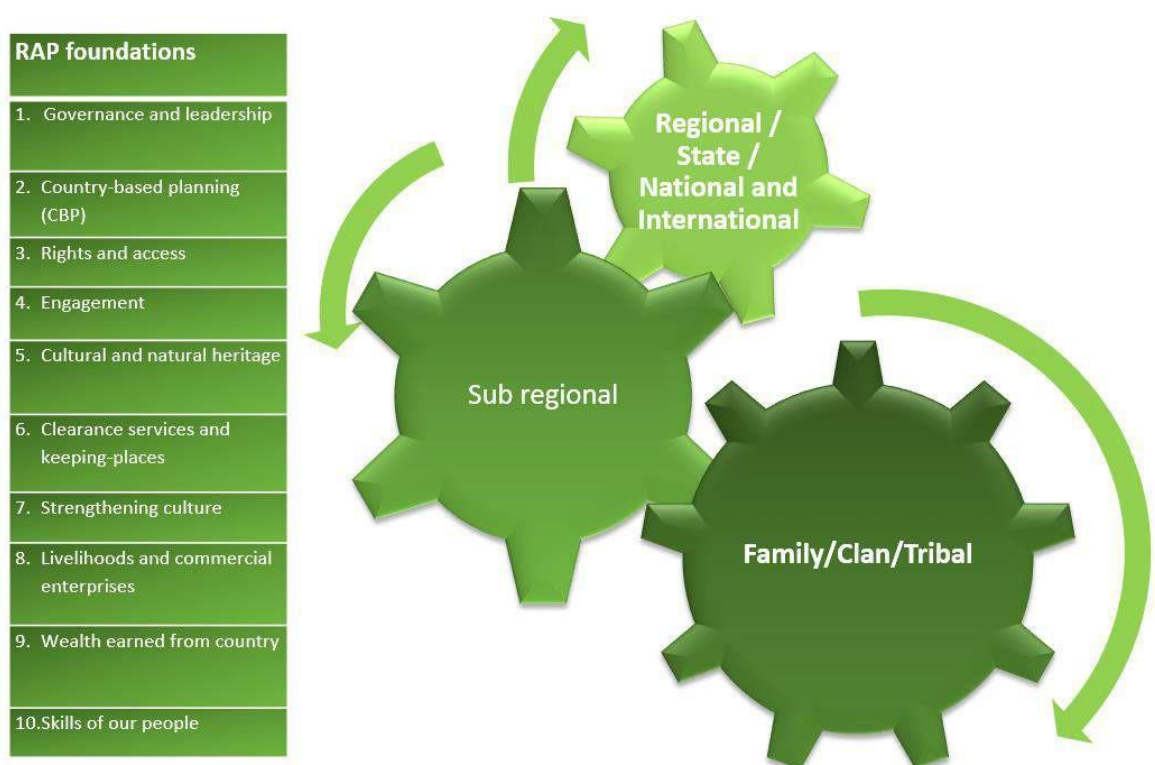 RAP foundations
1. Governance and leadership
2. Country-based planning
(CBP)
3. Rights and access
4. Engagement
5. Cultural and natural heritage
6. Clearance services and
keeping-places
7. Strengthening culture
8. Livelihoods and commercial
enterprises
9. Wealth earned from country
10.Skills of our people
Regional /
State /
National and
International
Sub regional
Family/Clan/Tribal